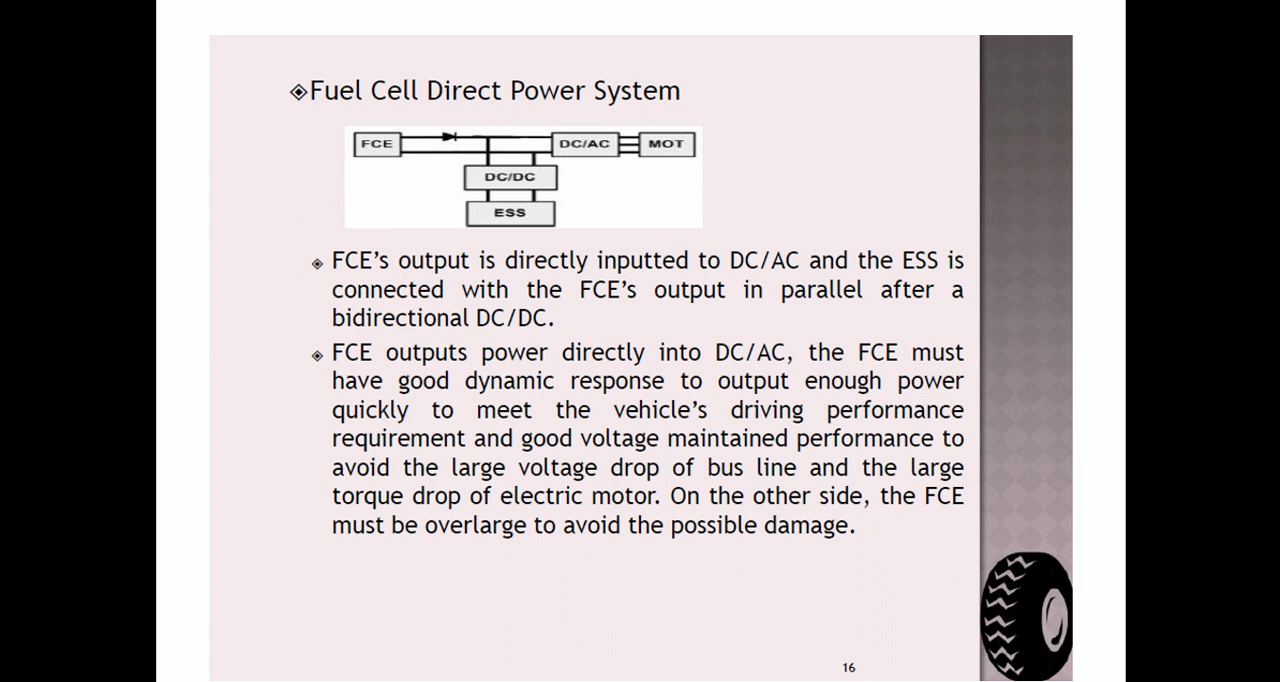 Fuel Cell Direct Power System
FCE
DC/AC
MOT
DC/DC
ESS
FCE’s output is directly inputted to DC/AC and the ESS is
connected with the FCE’s output in parallel after a
bidirectional DC/DC.
FCE outputs power directly into DC/AC, the FCE must
have good dynamic response to output enough power
quickly to meet the vehicle’s driving performance
requirement and good voltage maintained performance to
avoid the large voltage drop of bus line and the large
torque drop of electric motor. On the other side, the FCE
must be overlarge to avoid the possible damage.
16